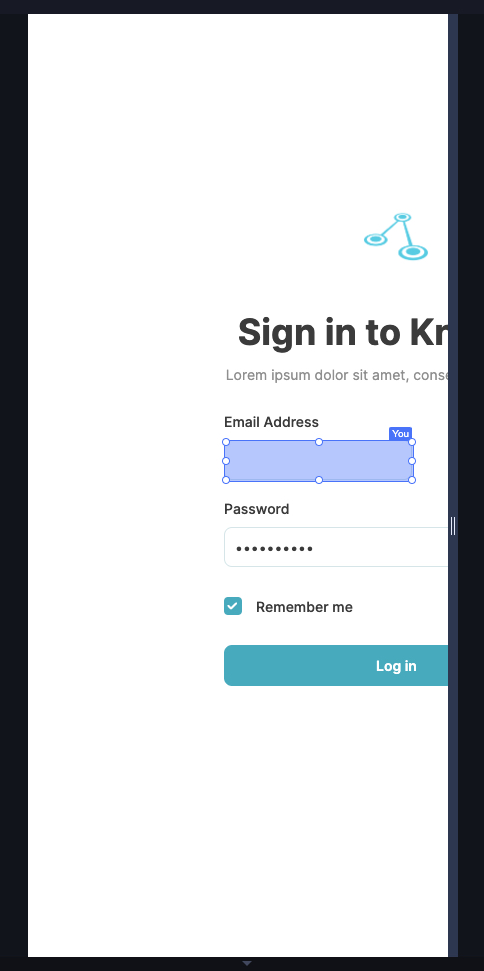 Sign in to Kn
Lorem ipsum dolor sit amet, conse
Email Address
You
Password
Remember me
Log in